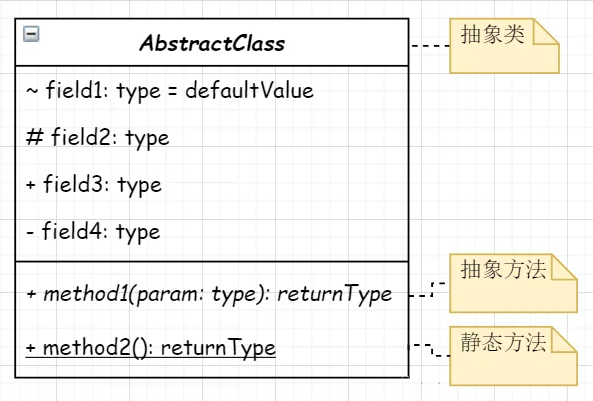 AbstractClass
抽象类
~ field1: type = defaultValue
# field2: type
+ field3: type
- field4: type
+ method1(param: type): returnType
抽象方法
+ method2(): returnType
静态方法